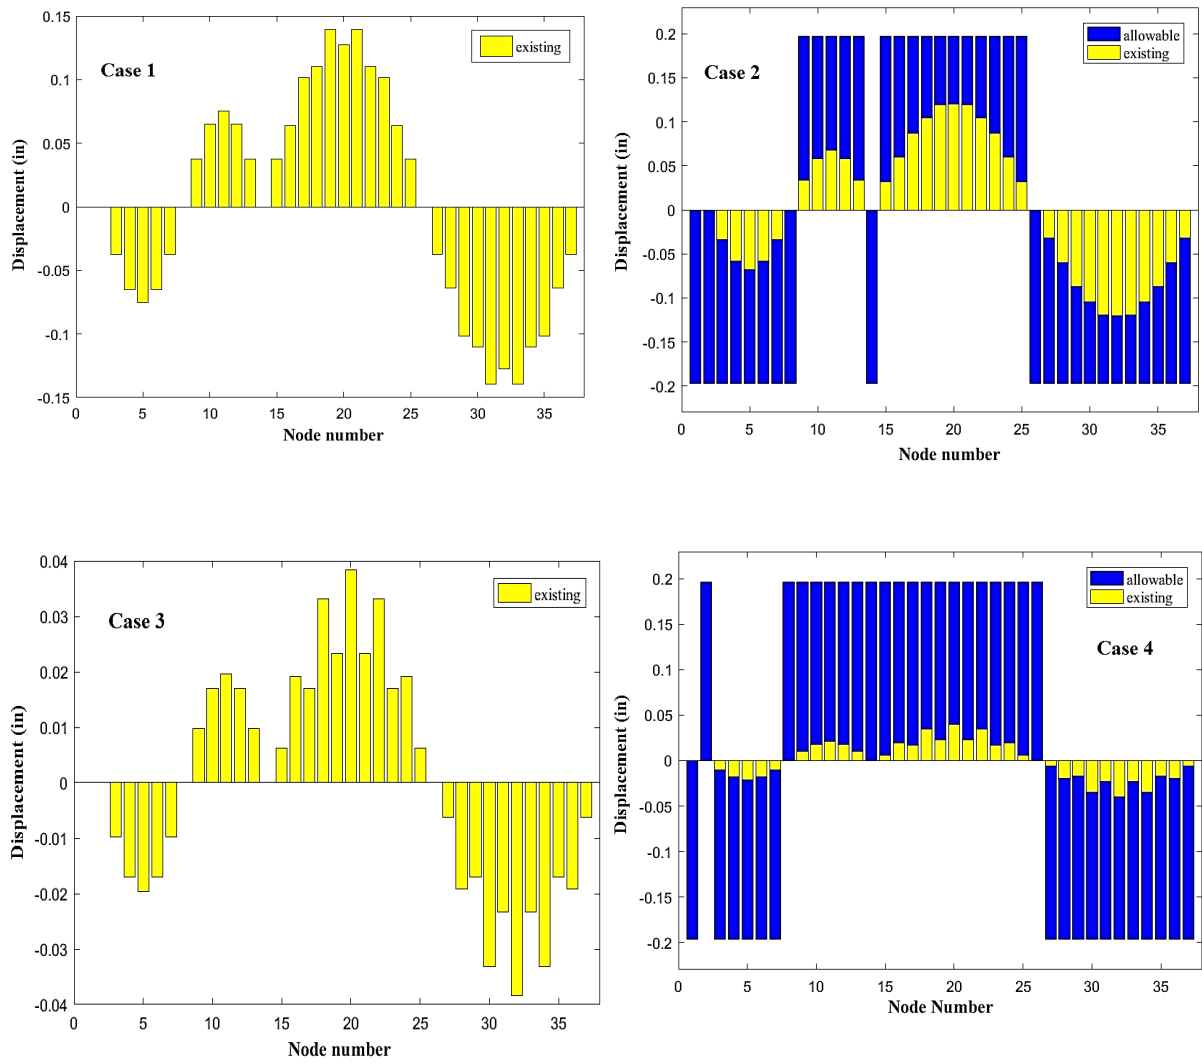 Case 1
existing
0.15
0.1
0.05
0
-0.05
-0.1
-0.15
Displacement (in)
0 5 10 15 20 25 30 35
Node number
Case 2
allowable
existing
0.2
0.15
0.1
0.05
0
-0.05
-0.1
-0.15
-0.2
Displacement (in)
0 5 10 15 20 25 30 35
Node number
Case 3
existing
0.04
0.03
0.02
0.01
0
-0.01
-0.02
-0.03
-0.04
Displacement (in)
0 5 10 15 20 25 30 35
Node number
allowable
existing
Case 4
0.2
0.15
0.1
0.05
0
-0.05
-0.1
-0.15
-0.2
Displacement (in)
0 5 10 15 20 25 30 35
Node Number